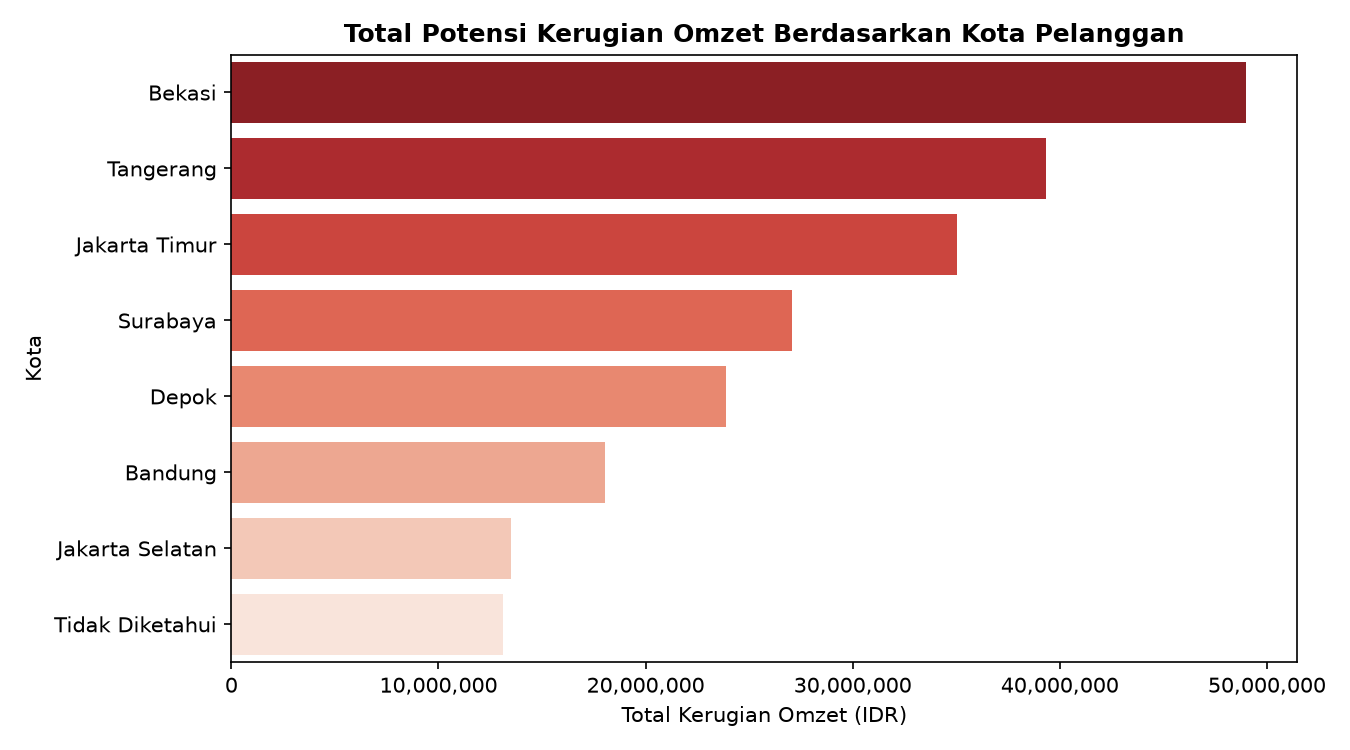 Total Potensi Kerugian Omzet Berdasarkan Kota Pelanggan
Kota
Bekasi
Tangerang
Jakarta Timur
Surabaya
Depok
Bandung
Jakarta Selatan
Tidak Diketahui
0 10,000,000 20,000,000 30,000,000 40,000,000 50,000,000
Total Kerugian Omzet (IDR)